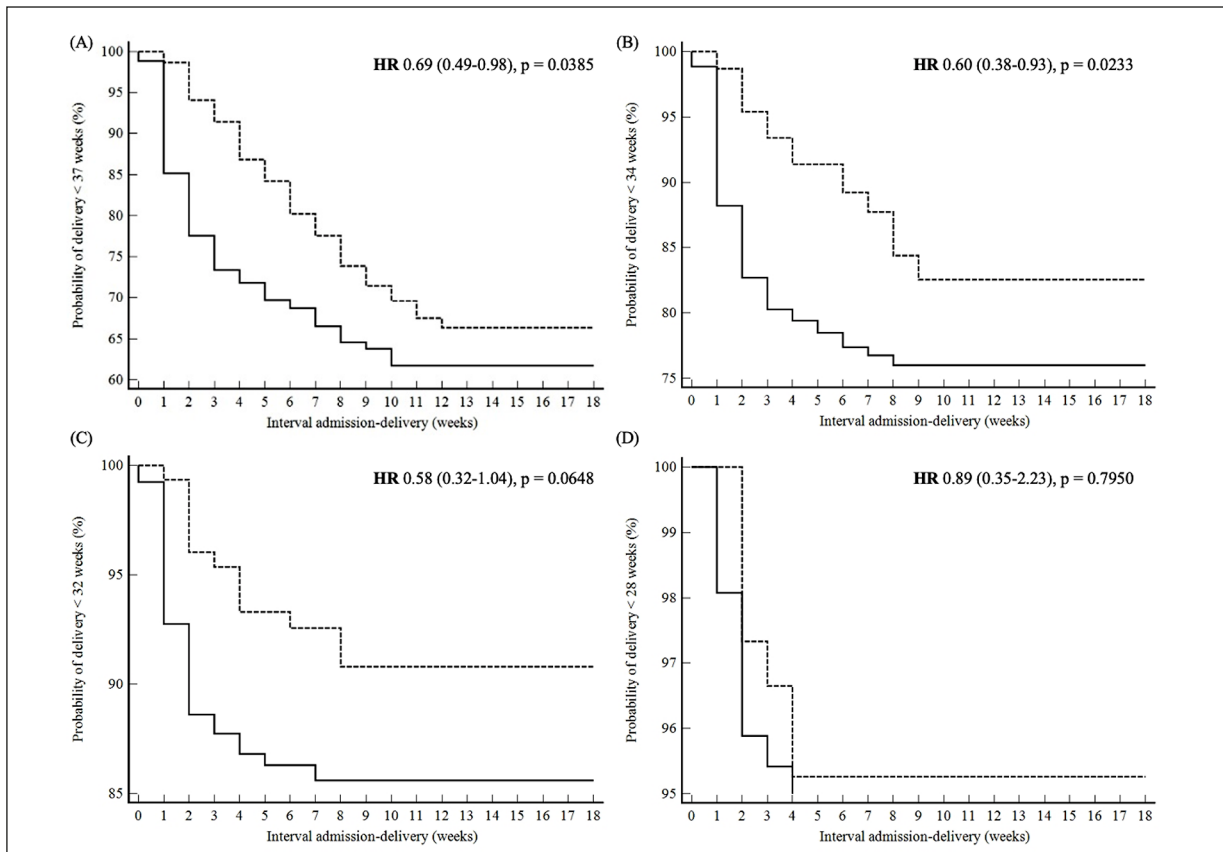 (A)
HR 0.69 (0.49-0.98), p = 0.0385
Probability of delivery < 37 weeks (%)
100
95
90
85
80
75
70
65
60
0 1 2 3 4 5 6 7 8 9 10 11 12 13 14 15 16 17 18
Interval admission-delivery (weeks)
(B)
HR 0.60 (0.38-0.93), p = 0.0233
Probability of delivery < 34 weeks (%)
100
95
90
85
80
75
0 1 2 3 4 5 6 7 8 9 10 11 12 13 14 15 16 17 18
Interval admission-delivery (weeks)
(C)
HR 0.58 (0.32-1.04), p = 0.0648
Probability of delivery < 32 weeks (%)
100
95
90
85
0 1 2 3 4 5 6 7 8 9 10 11 12 13 14 15 16 17 18
Interval admission-delivery (weeks)
(D)
HR 0.89 (0.35-2.23), p = 0.7950
Probability of delivery < 28 weeks (%)
100
99
98
97
96
95
0 1 2 3 4 5 6 7 8 9 10 11 12 13 14 15 16 17 18
Interval admission-delivery (weeks)